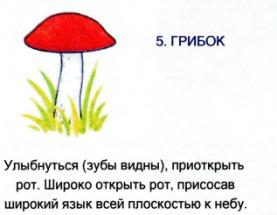 5. ГРИБОК
Улыбнуться (зубы видны), приоткрыть
рот. Широко открыть рот, присосав
широкий язык всей плоскостью к небу.